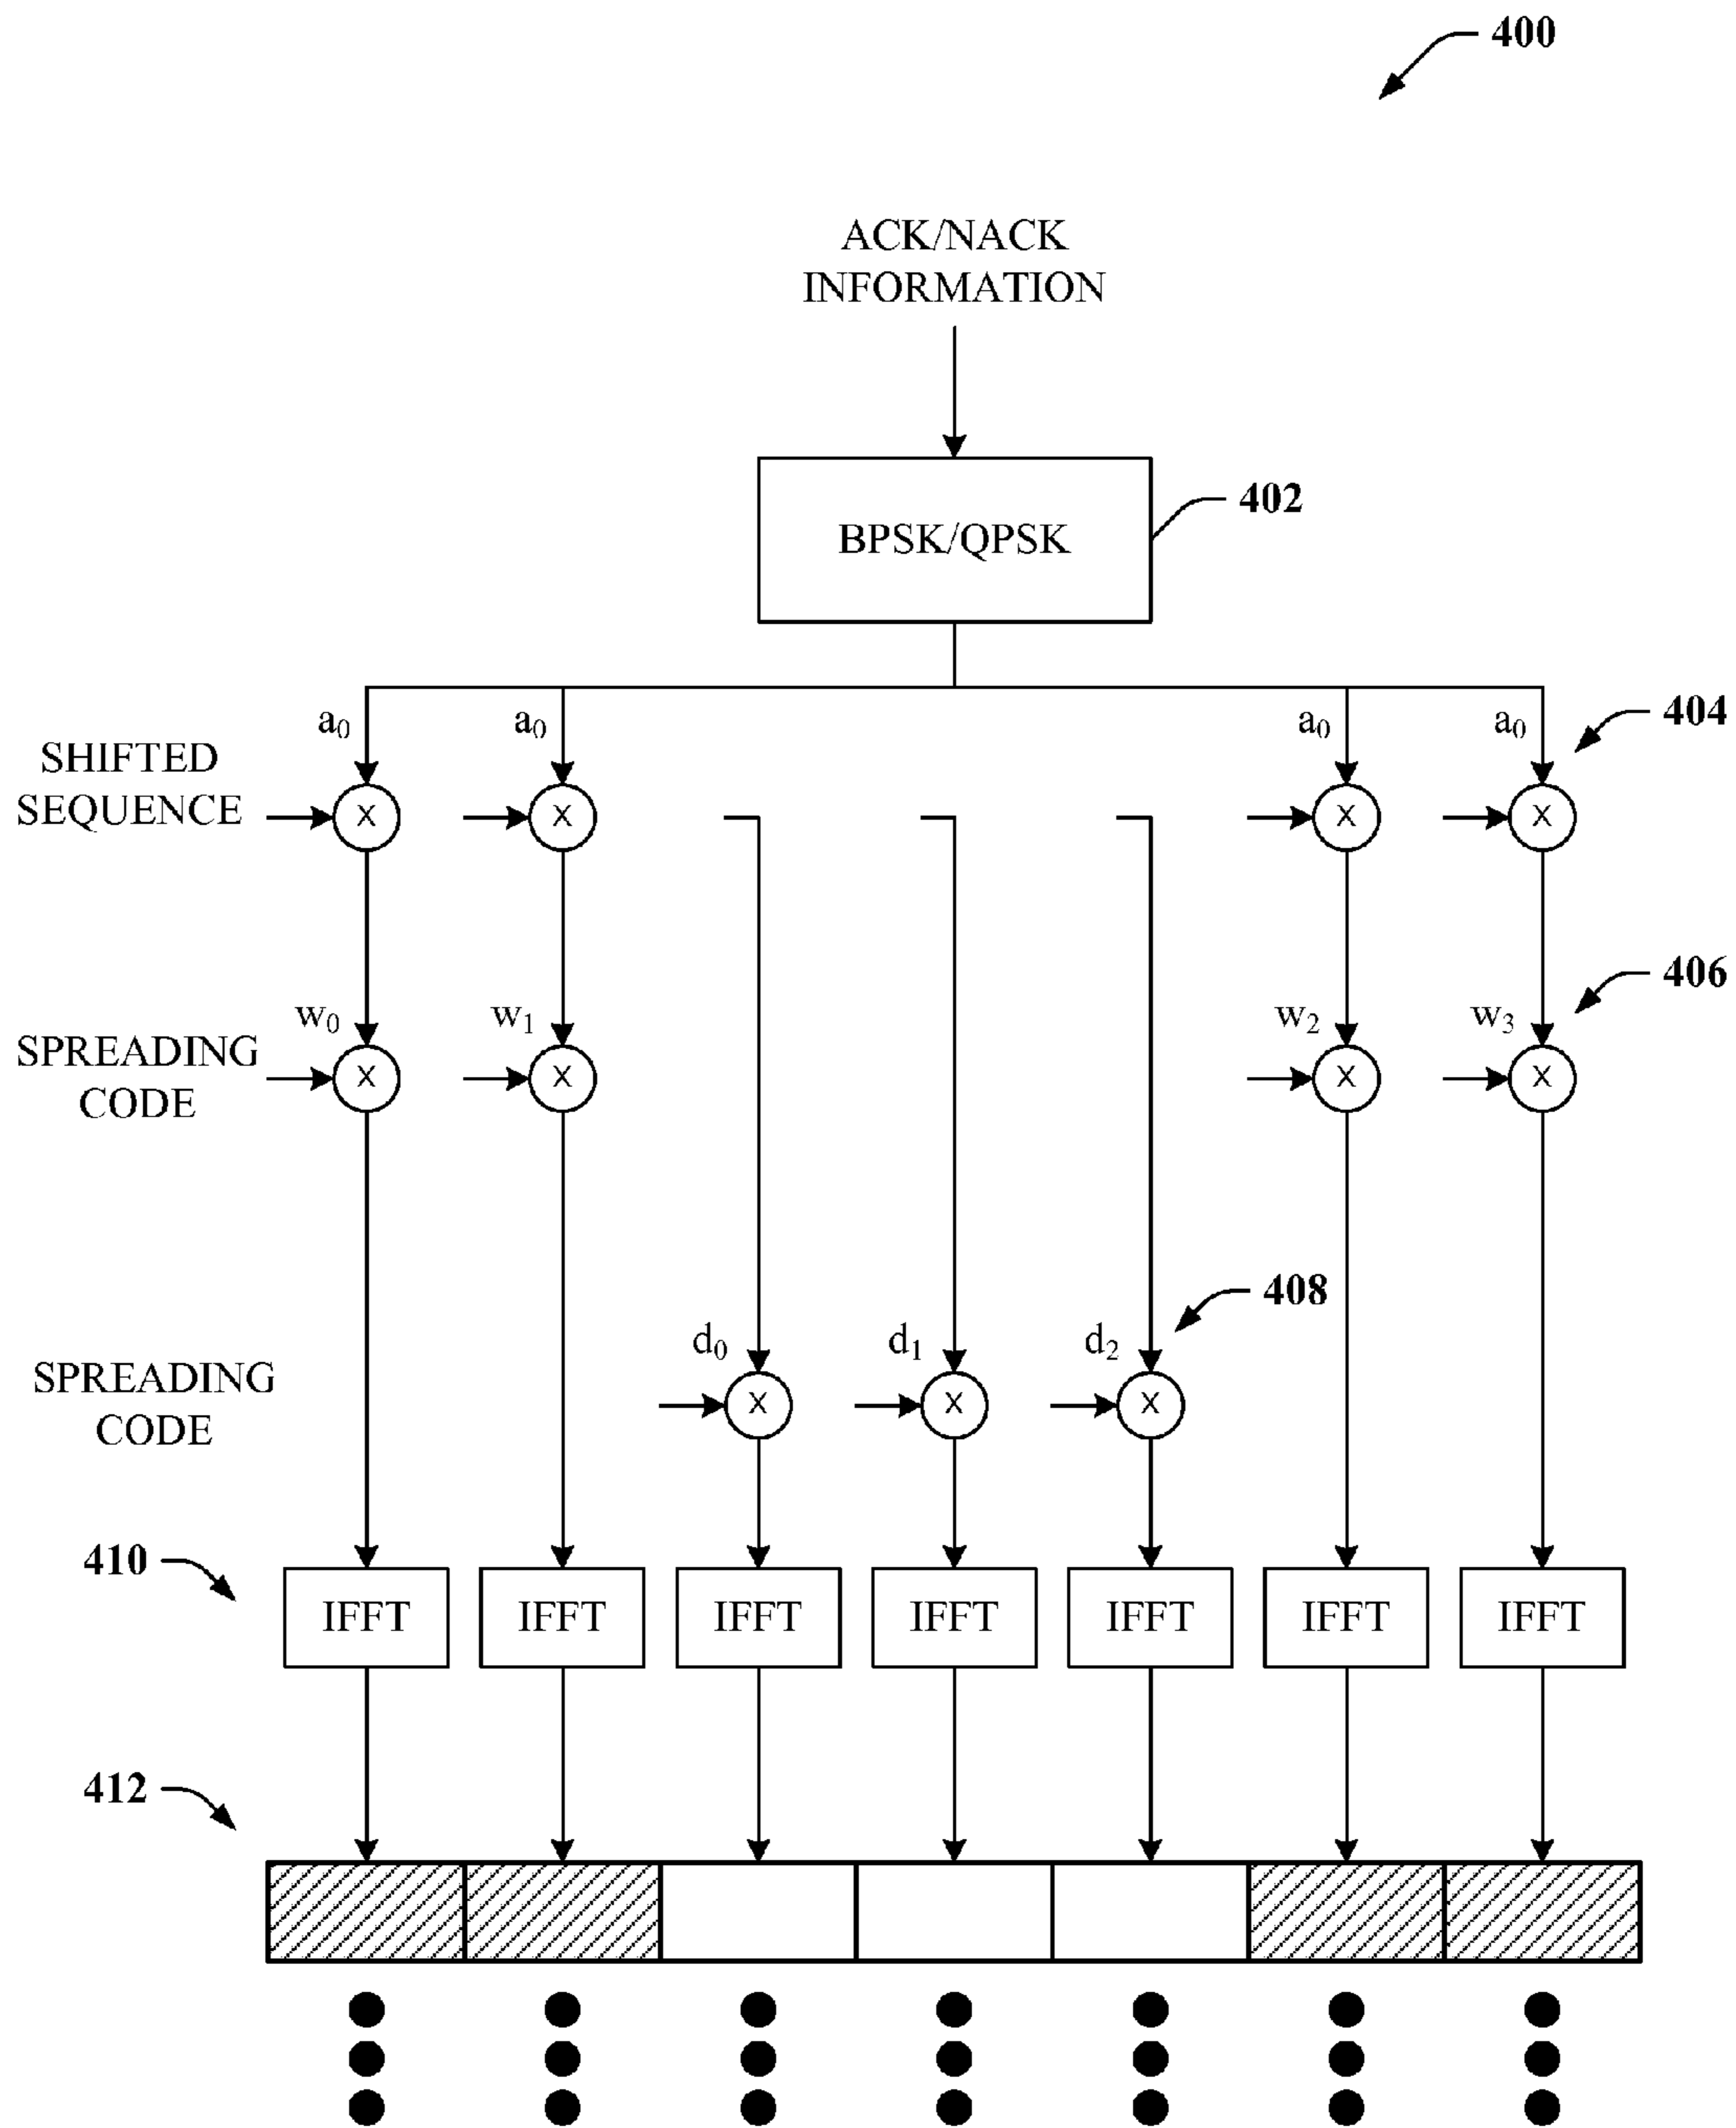 400
ACK/NACK
INFORMATION
402
BPSK/QPSK
404
a₀ a₀ a₀ a₀
SHIFTED
SEQUENCE
X X X X
406
w₀ w₁ w₂ w₃
SPREADING
CODE
X X X X
408
d₀ d₁ d₂
SPREADING
CODE
X X X
410
IFFT IFFT IFFT IFFT IFFT IFFT IFFT
412